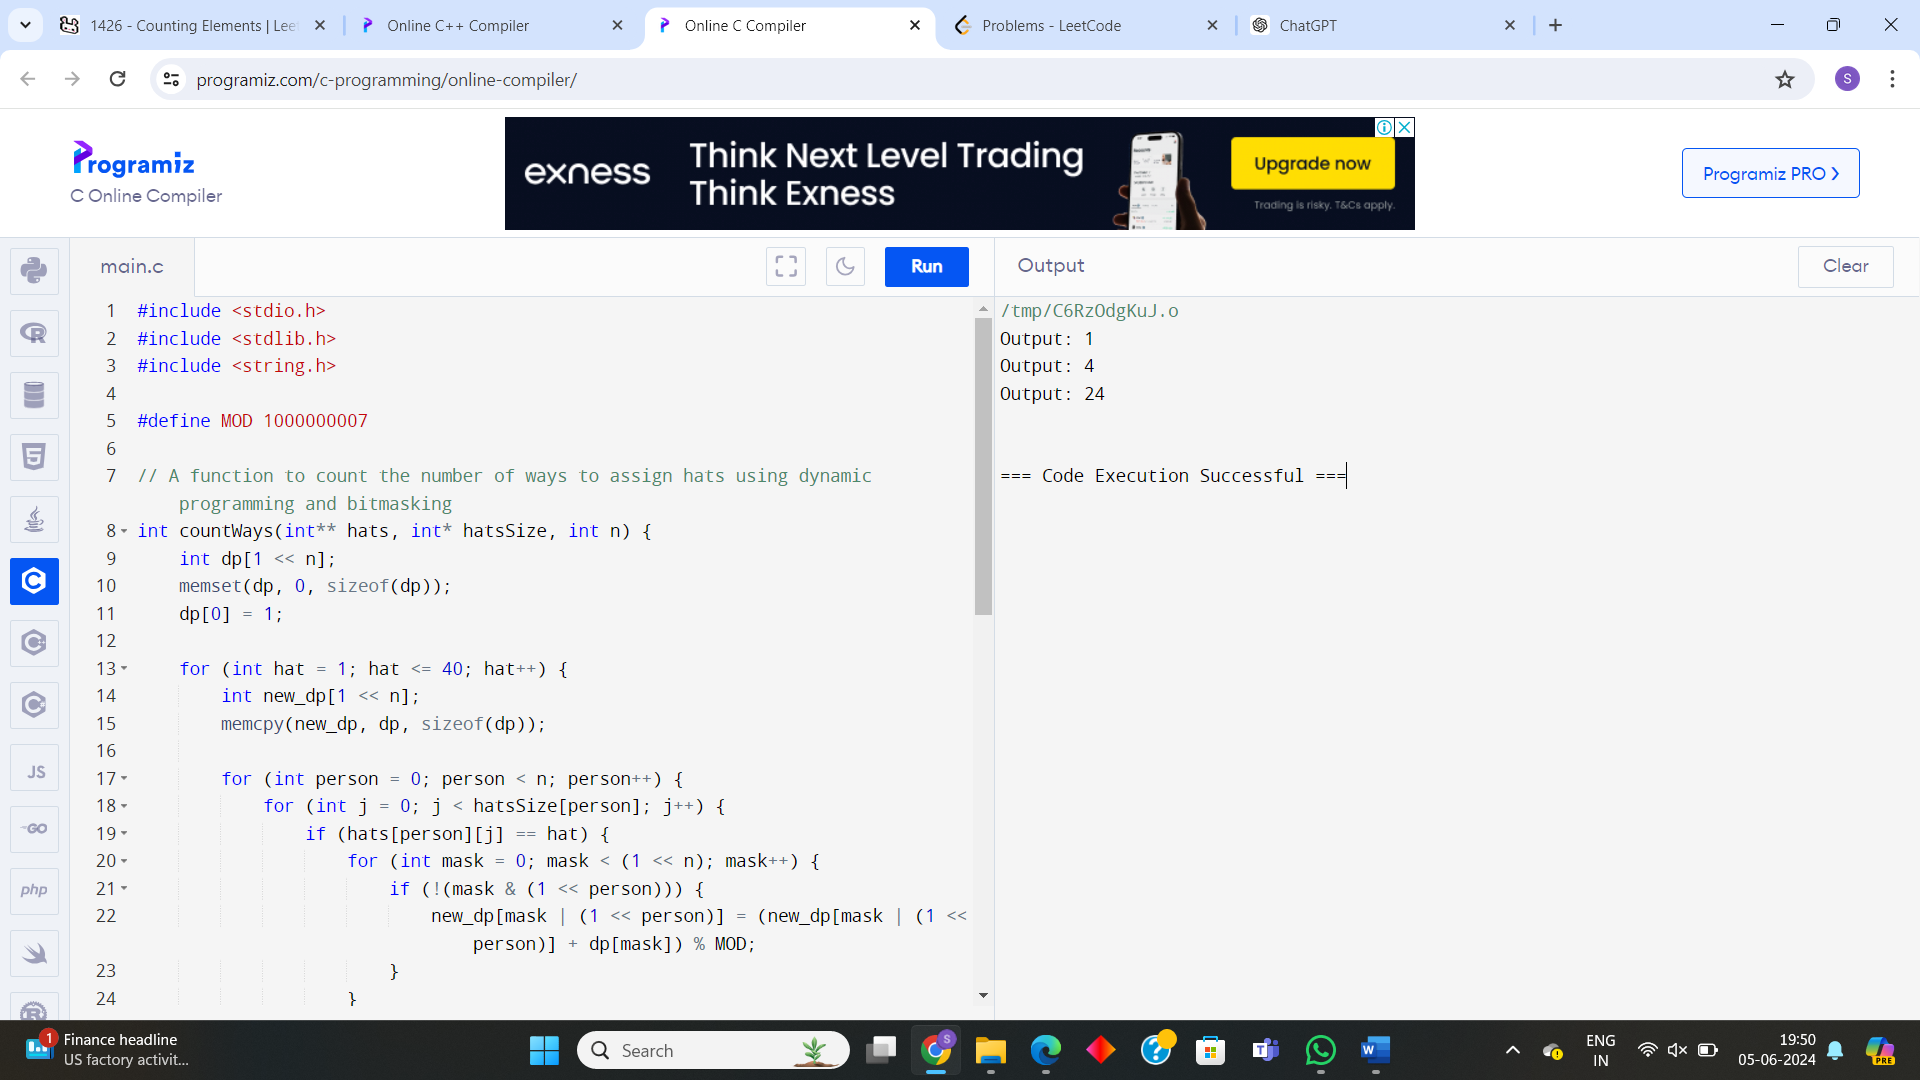 1426 - Counting Elements | Lee
Online C++ Compiler
Online C Compiler
Problems - LeetCode
ChatGPT
programiz.com/c-programming/online-compiler/
S
Programiz
C Online Compiler
exness
Think Next Level Trading
Think Exness
Upgrade now
Trading is risky. T&Cs apply.
Programiz PRO
main.c
Run
Output
Clear
1 #include <stdio.h>
2 #include <stdlib.h>
3 #include <string.h>
4
5 #define MOD 1000000007
6
7 // A function to count the number of ways to assign hats using dynamic
programming and bitmasking
8 int countWays(int** hats, int* hatsSize, int n) {
9 int dp[1 << n];
10 memset(dp, 0, sizeof(dp));
11 dp[0] = 1;
12
13 for (int hat = 1; hat <= 40; hat++) {
14 int new_dp[1 << n];
15 memcpy(new_dp, dp, sizeof(dp));
16
17 for (int person = 0; person < n; person++) {
18 for (int j = 0; j < hatsSize[person]; j++) {
19 if (hats[person][j] == hat) {
20 for (int mask = 0; mask < (1 << n); mask++) {
21 if (!(mask & (1 << person))) {
22 new_dp[mask | (1 << person)] = (new_dp[mask | (1 <<
person)] + dp[mask]) % MOD;
23 }
24 }
/tmp/C6RzOdgKuJ.o
Output: 1
Output: 4
Output: 24
=== Code Execution Successful ===
JS
GO
php
1
Finance headline
US factory activit...
Search
S
ENG
IN
19:50
05-06-2024
PRE